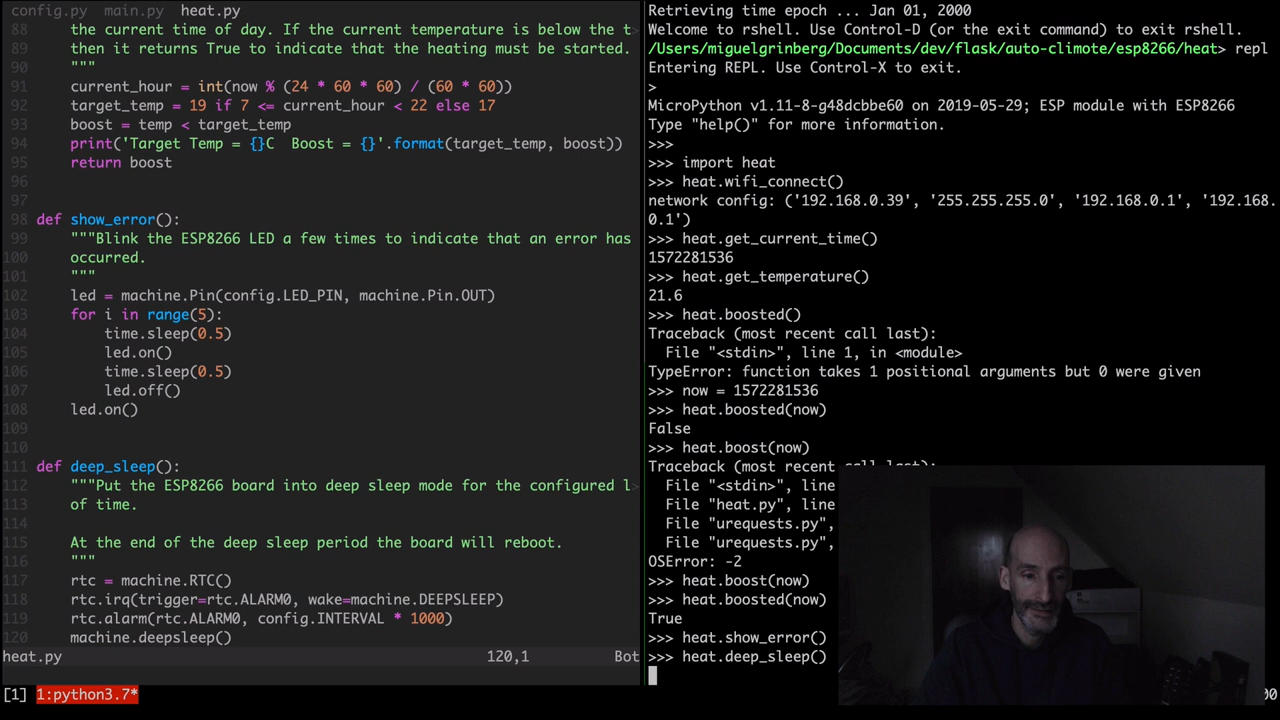 config.py  main.py  heat.py
88      the current time of day. If the current temperature is below the t>
89      then it returns True to indicate that the heating must be started.
90      """
91      current_hour = int(now % (24 * 60 * 60) / (60 * 60))
92      target_temp = 19 if 7 <= current_hour < 22 else 17
93      boost = temp < target_temp
94      print('Target Temp = {}C  Boost = {}'.format(target_temp, boost))
95      return boost
96
97
98  def show_error():
99      """Blink the ESP8266 LED a few times to indicate that an error has
100     occurred.
101     """
102     led = machine.Pin(config.LED_PIN, machine.Pin.OUT)
103     for i in range(5):
104         time.sleep(0.5)
105         led.on()
106         time.sleep(0.5)
107         led.off()
108     led.on()
109
110
111 def deep_sleep():
112     """Put the ESP8266 board into deep sleep mode for the configured l>
113     of time.
114
115     At the end of the deep sleep period the board will reboot.
116     """
117     rtc = machine.RTC()
118     rtc.irq(trigger=rtc.ALARM0, wake=machine.DEEPSLEEP)
119     rtc.alarm(rtc.ALARM0, config.INTERVAL * 1000)
120     machine.deepsleep()
heat.py 120,1 Bot
Retrieving time epoch ... Jan 01, 2000
Welcome to rshell. Use Control-D (or the exit command) to exit rshell.
/Users/miguelgrinberg/Documents/dev/flask/auto-climote/esp8266/heat> repl
Entering REPL. Use Control-X to exit.
>
MicroPython v1.11-8-g48dcbbe60 on 2019-05-29; ESP module with ESP8266
Type "help()" for more information.
>>>
>>> import heat
>>> heat.wifi_connect()
network config: ('192.168.0.39', '255.255.255.0', '192.168.0.1', '192.168.
0.1')
>>> heat.get_current_time()
1572281536
>>> heat.get_temperature()
21.6
>>> heat.boosted()
Traceback (most recent call last):
  File "<stdin>", line 1, in <module>
TypeError: function takes 1 positional arguments but 0 were given
>>> now = 1572281536
>>> heat.boosted(now)
False
>>> heat.boost(now)
Traceback (most recent call last):
  File "<stdin>", line
  File "heat.py", line
  File "urequests.py",
  File "urequests.py",
OSError: -2
>>> heat.boost(now)
>>> heat.boosted(now)
True
>>> heat.show_error()
>>> heat.deep_sleep()
[1] 1:python3.7*